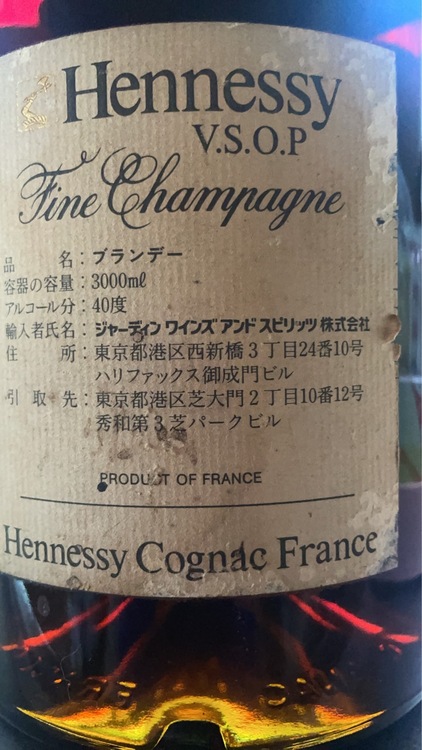 Hennessy
V.S.O.P
Fine Champagne
品名：ブランデー
容器の容量：3000㎖
アルコール分：40度
輸入者氏名：ジャーディン ワインズ アンド スピリッツ 株式会社
住所：東京都港区西新橋3丁目24番10号
ハリファックス御成門ビル
引取先：東京都港区芝大門2丁目10番12号
秀和第3芝パークビル
PRODUCT OF FRANCE
Hennessy Cognac France